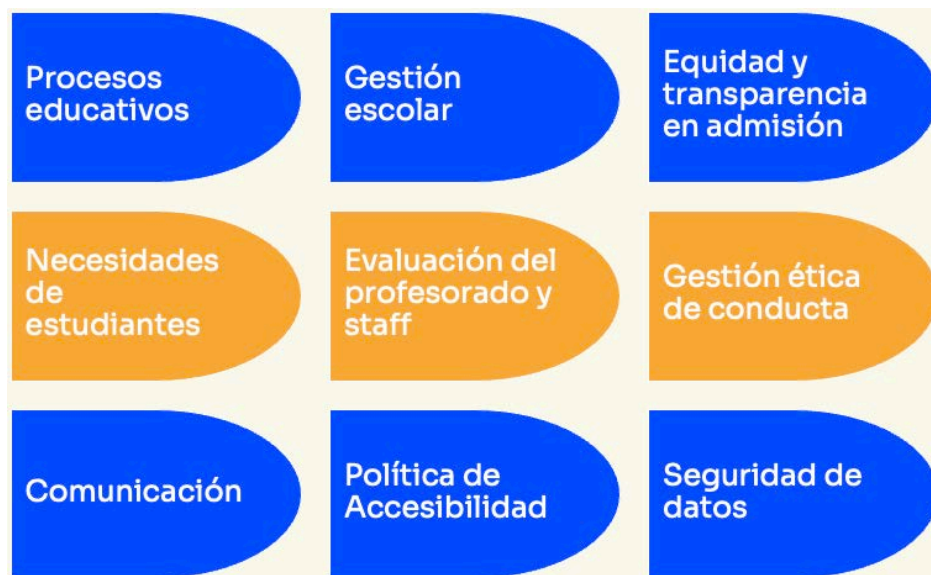 Procesos
educativos
Gestión
escolar
Equidad y
transparencia
en admisión
Necesidades
de
estudiantes
Evaluación del
profesorado y
staff
Gestión ética
de conducta
Comunicación
Política de
Accesibilidad
Seguridad de
datos